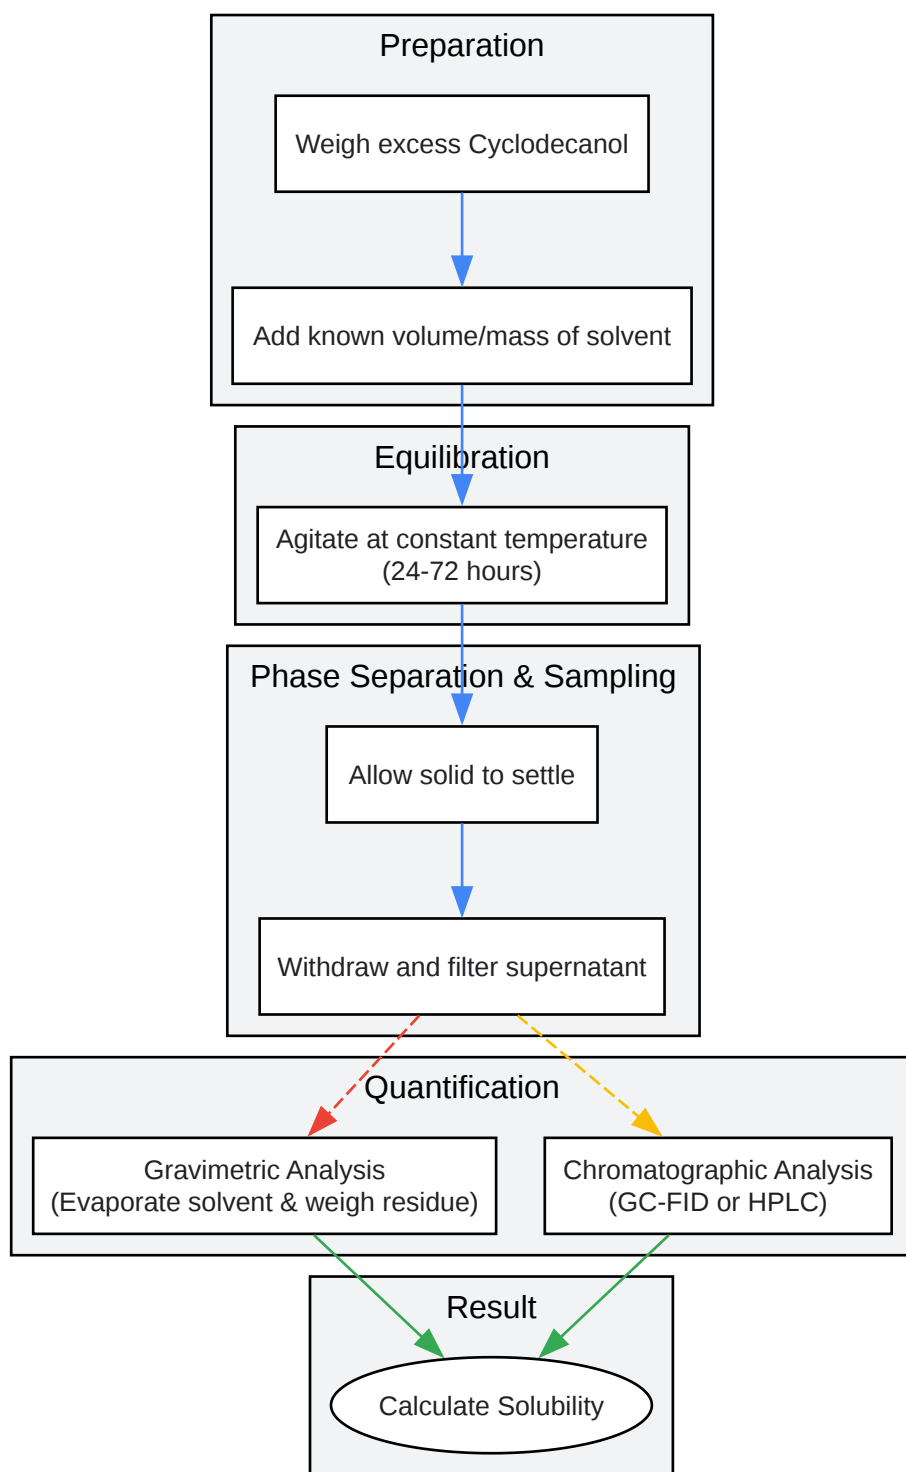 Preparation
Weigh excess Cyclodecanol
Add known volume/mass of solvent
Equilibration
Agitate at constant temperature
(24-72 hours)
Phase Separation & Sampling
Allow solid to settle
Withdraw and filter supernatant
Quantification
Gravimetric Analysis
(Evaporate solvent & weigh residue)
Chromatographic Analysis
(GC-FID or HPLC)
Result
Calculate Solubility